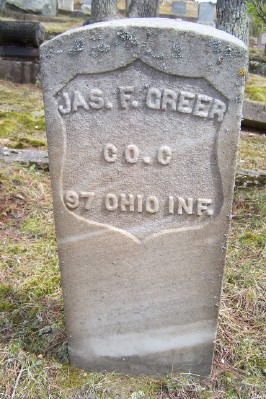 JAS. F. GREER
CO. C
97 OHIO INF.